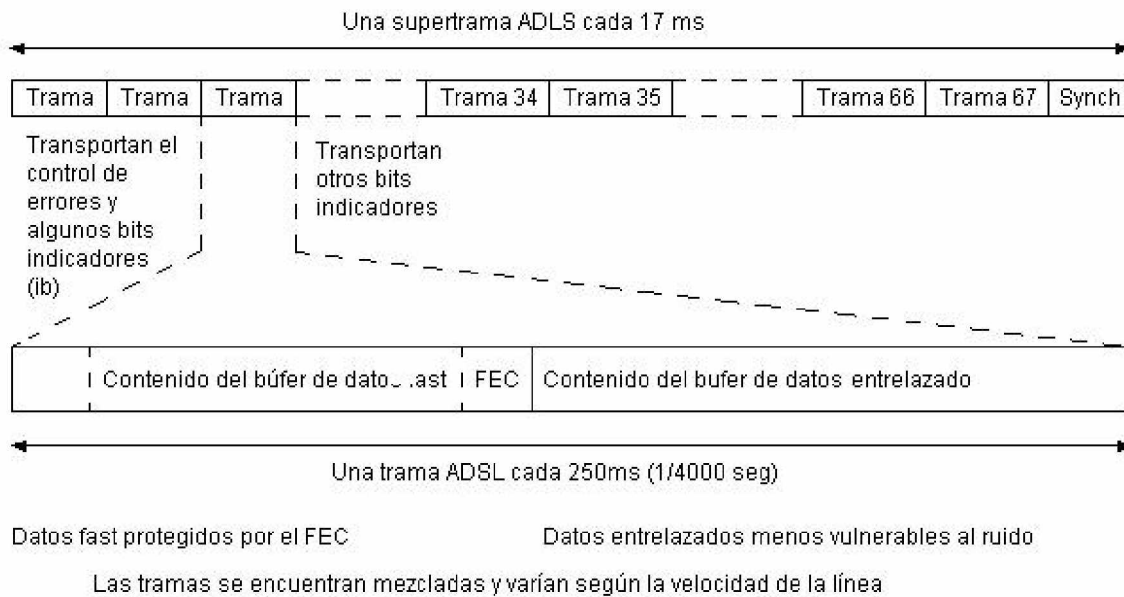 Una supertrama ADLS cada 17 ms
Trama Trama Trama Trama 34 Trama 35 Trama 66 Trama 67 Synch
Transportan el
control de
errores y
algunos bits
indicadores
(ib)
Transportan
otros bits
indicadores
Contenido del búfer de FEC Contenido del bufer de datos entrelazado
Una trama ADSL cada 250ms (1/4000 seg)
Datos fast protegidos por el FEC Datos entrelazados menos vulnerables al ruido
Las tramas se encuentran mezcladas y varían según la velocidad de la línea